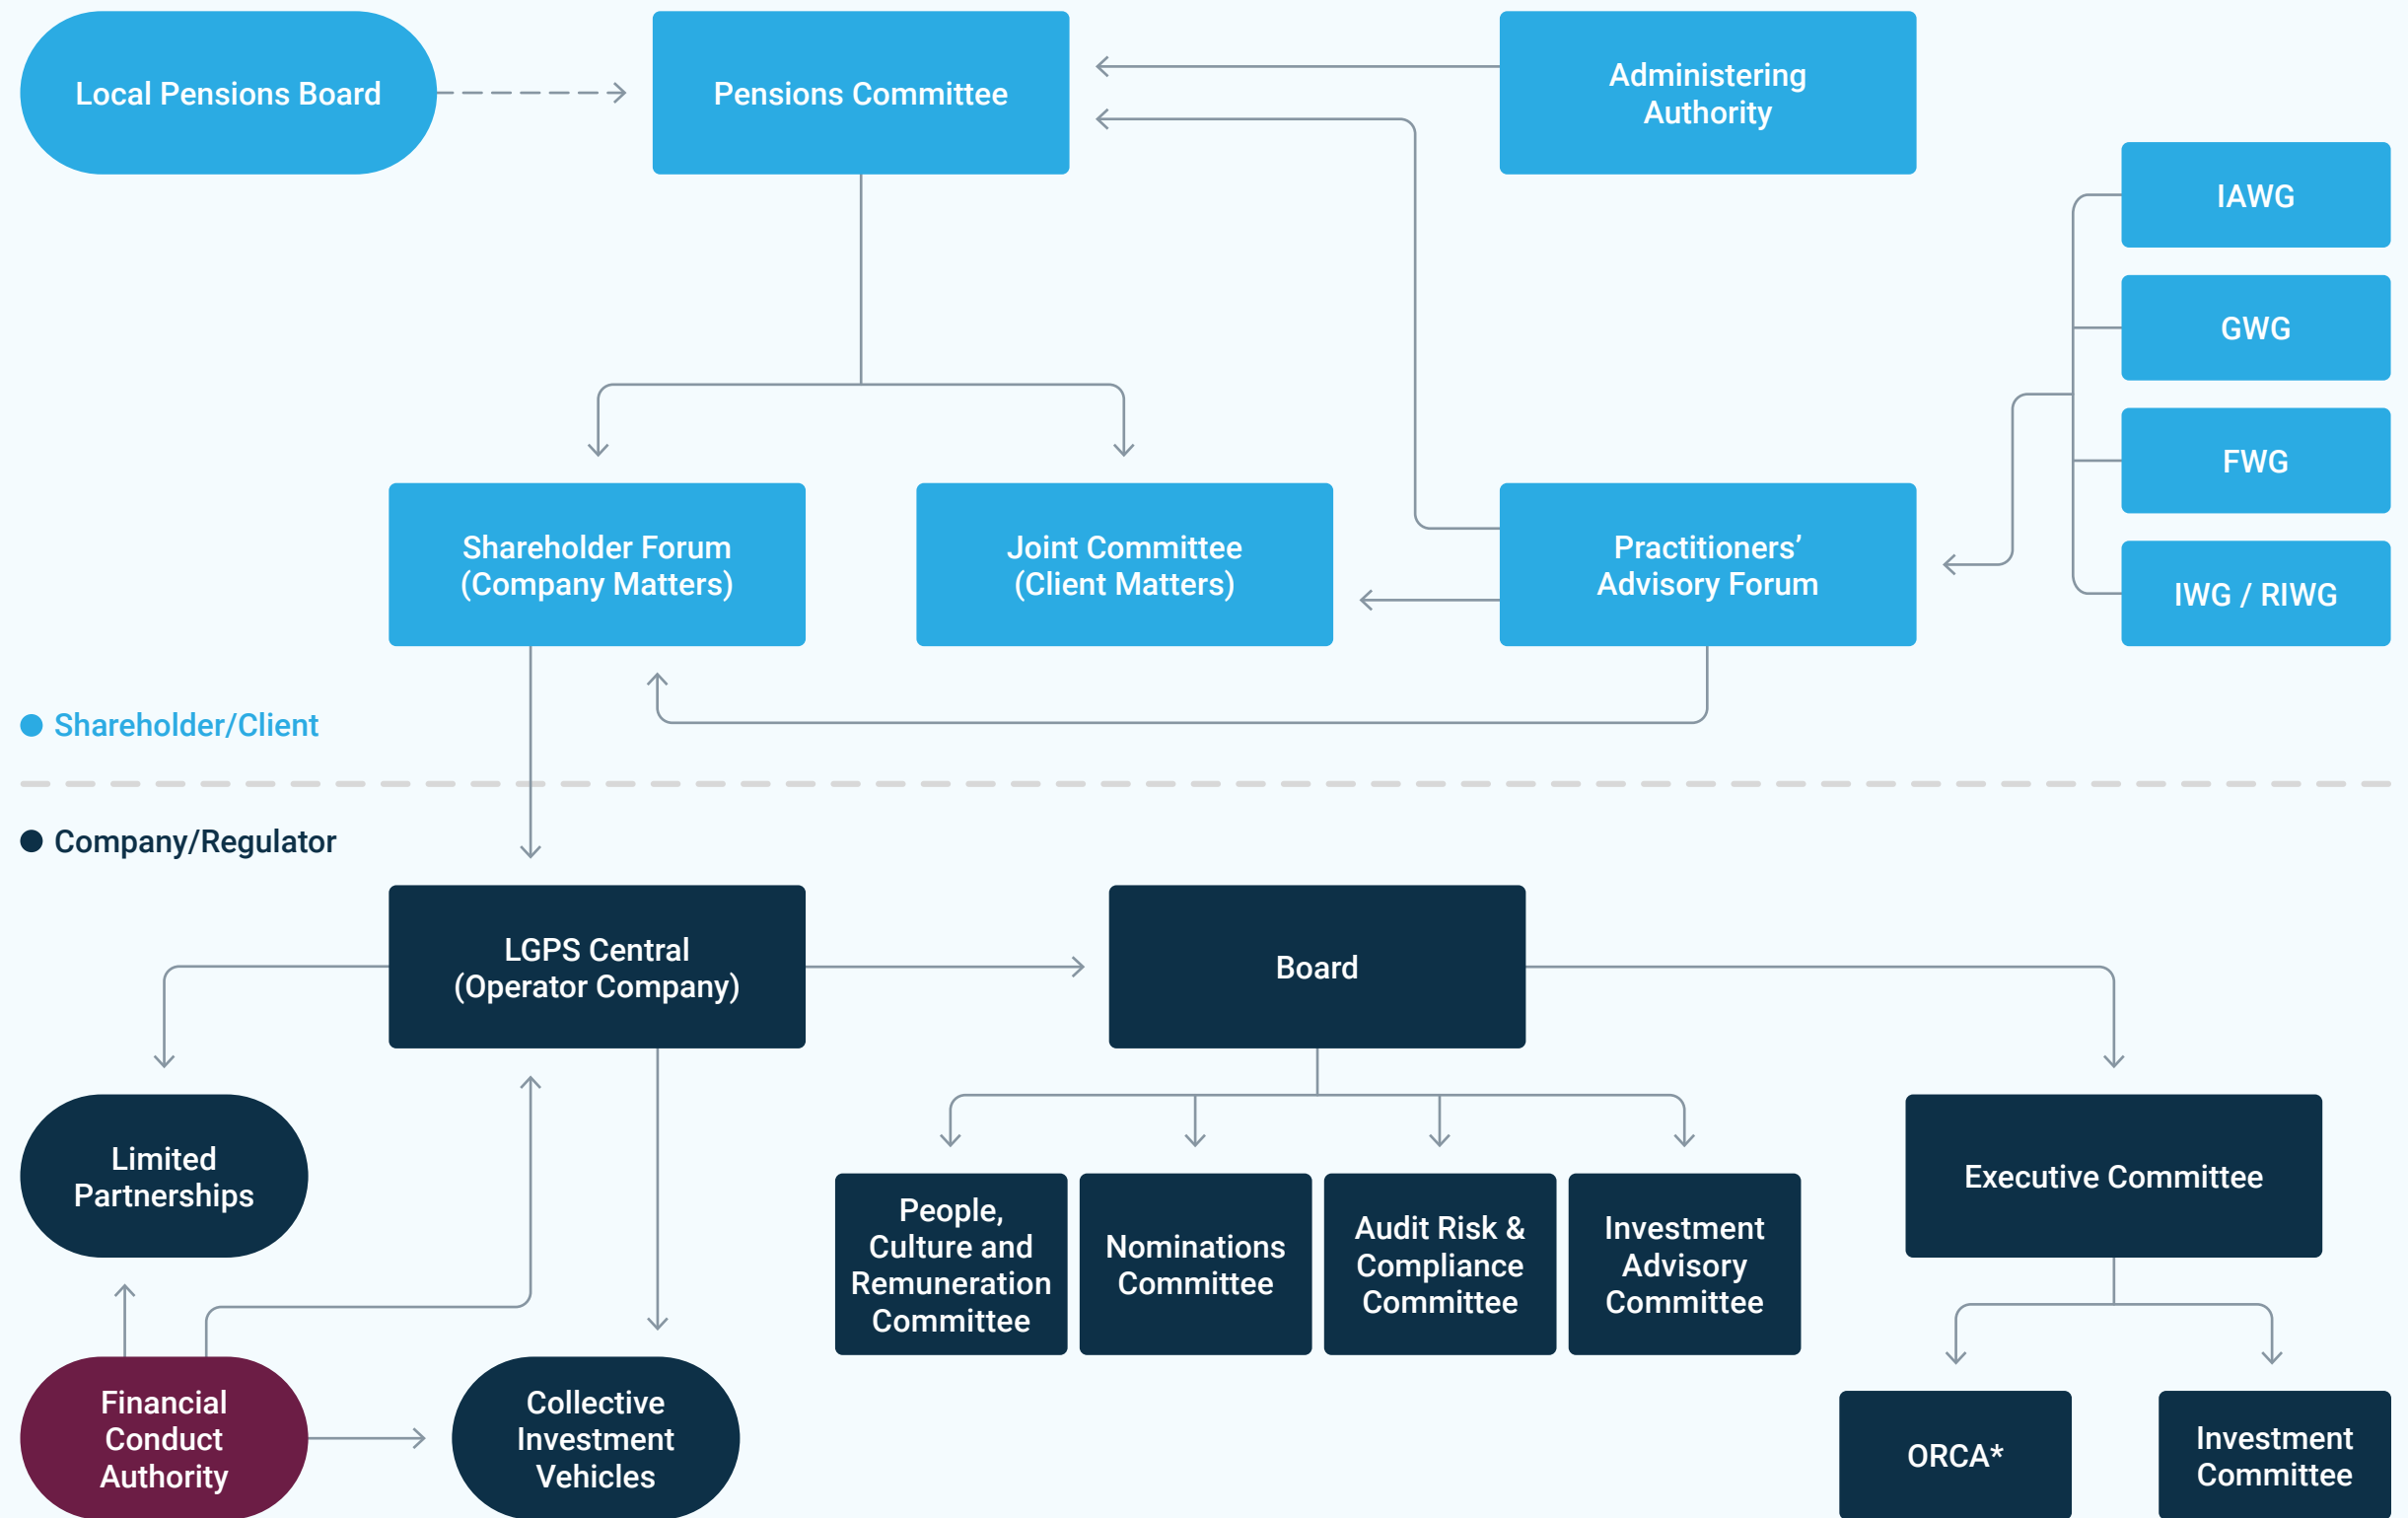 Local Pensions Board
Pensions Committee
Administering
Authority
IAWG
GWG
FWG
IWG / RIWG
Shareholder Forum
(Company Matters)
Joint Committee
(Client Matters)
Practitioners’
Advisory Forum
Shareholder/Client
Company/Regulator
LGPS Central
(Operator Company)
Board
Limited
Partnerships
People,
Culture and
Remuneration
Committee
Nominations
Committee
Audit Risk &
Compliance
Committee
Investment
Advisory
Committee
Executive Committee
Financial
Conduct
Authority
Collective
Investment
Vehicles
ORCA*
Investment
Committee